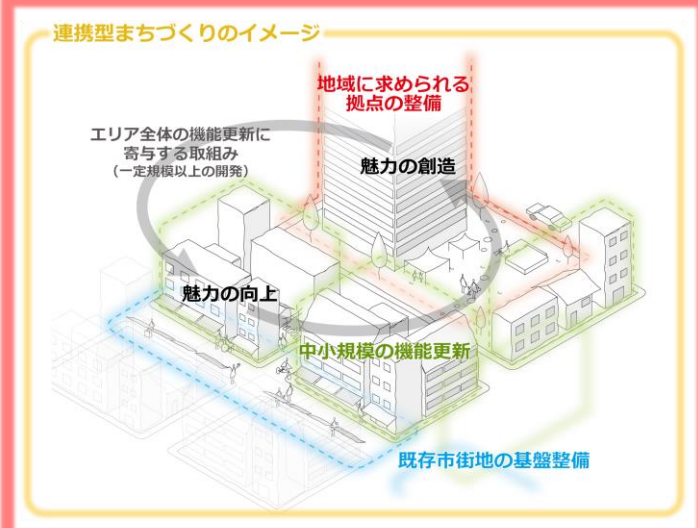 連携型まちづくりのイメージ
地域に求められる
拠点の整備
エリア全体の機能更新に
寄与する取組み
（一定規模以上の開発）
魅力の創造
魅力の向上
中小規模の機能更新
既存市街地の基盤整備